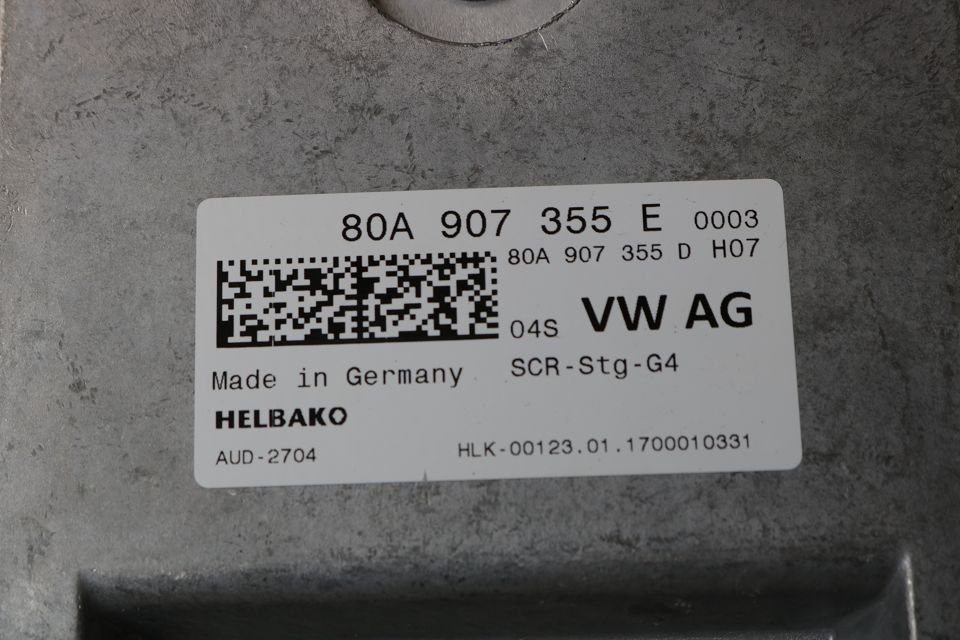 80A 907 355 E 0003
80A 907 355 D H07
04S VW AG
Made in Germany SCR-Stg-G4
HELBAKO
AUD-2704 HLK-00123.01.1700010331